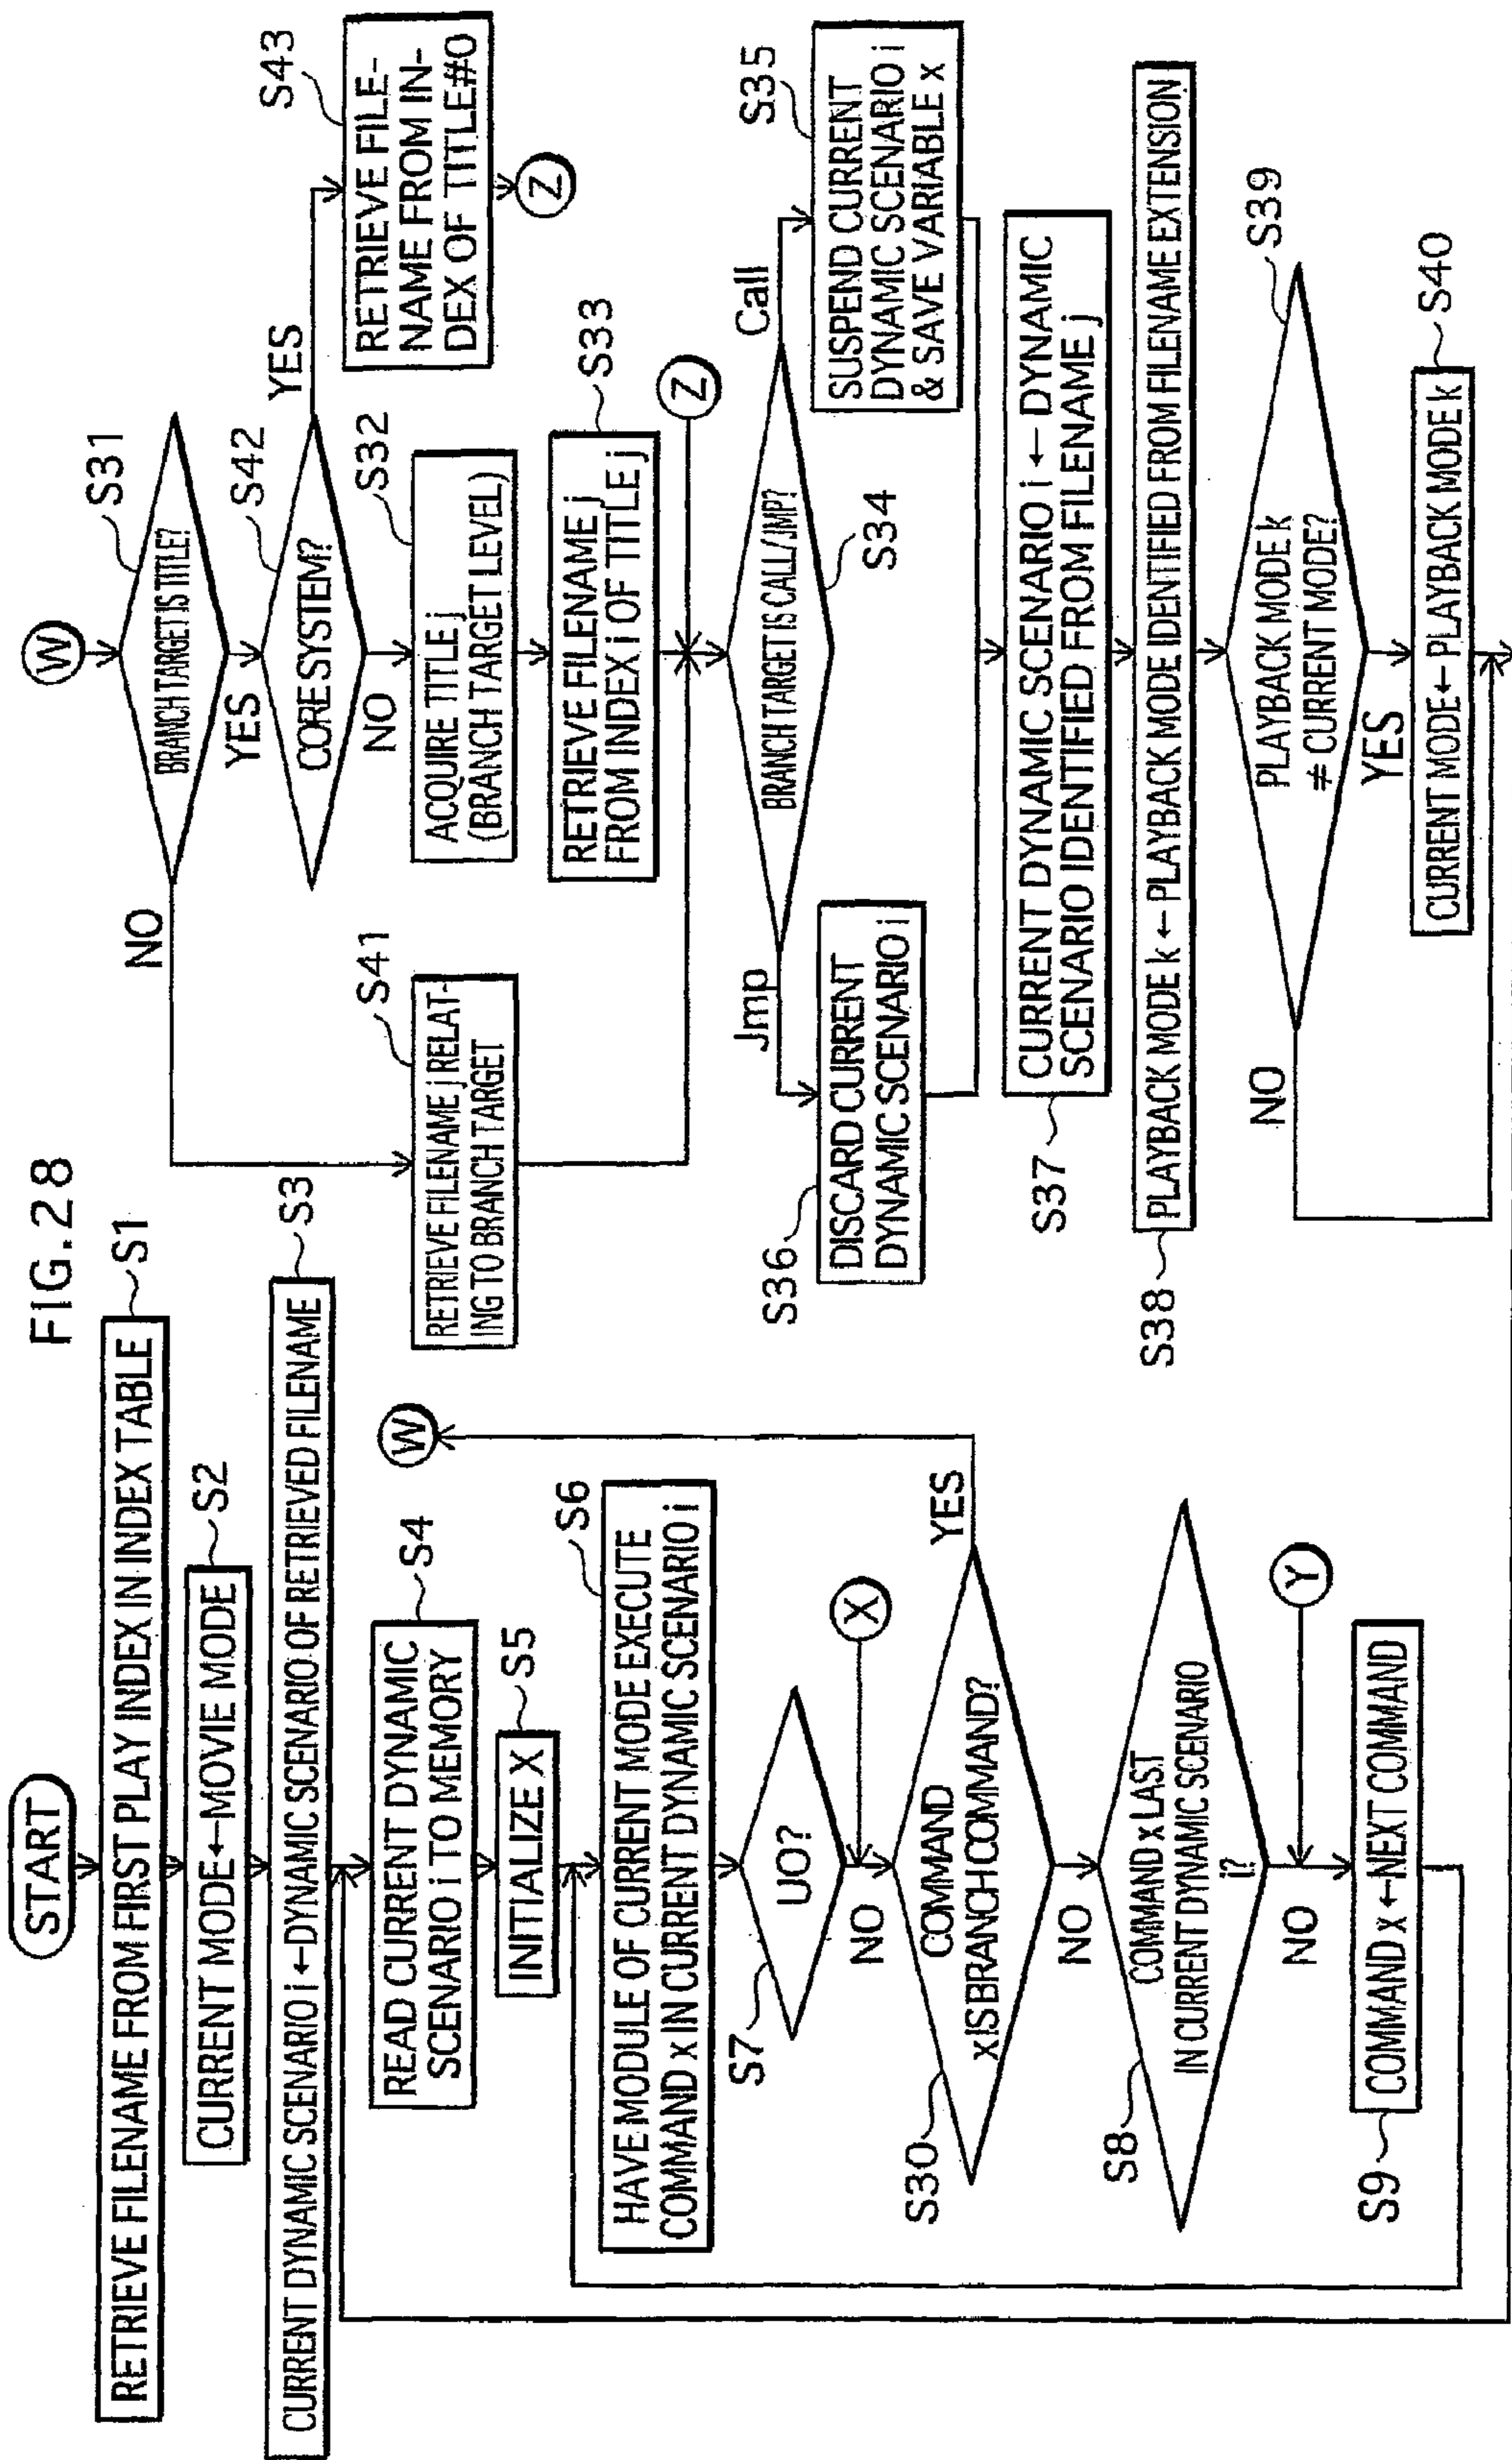 FIG.28
START
RETRIEVE FILENAME FROM FIRST PLAY INDEX IN INDEX TABLE
S1
CURRENT MODE←MOVIE MODE
S2
CURRENT DYNAMIC SCENARIO i ←DYNAMIC SCENARIO OF RETRIEVED FILENAME
S3
READ CURRENT DYNAMIC
SCENARIO i TO MEMORY
S4
INITIALIZE X
S5
HAVE MODULE OF CURRENT MODE EXECUTE
COMMAND x IN CURRENT DYNAMIC SCENARIO i
S6
UO?
S7
NO
X
COMMAND
x IS BRANCH COMMAND?
S30
YES
W
NO
COMMAND x LAST
IN CURRENT DYNAMIC SCENARIO
i?
S8
NO
Y
COMMAND x ←NEXT COMMAND
S9
W
BRANCH TARGET IS TITLE?
S31
NO
YES
CORE SYSTEM?
S42
YES
NO
RETRIEVE FILE-
NAME FROM IN-
DEX OF TITLE#0
S43
Z
RETRIEVE FILENAME j RELAT-
ING TO BRANCH TARGET
S41
ACQUIRE TITLE j
(BRANCH TARGET LEVEL)
S32
RETRIEVE FILENAME j
FROM INDEX i OF TITLE j
S33
Z
BRANCH TARGET IS CALL/JMP?
S34
Jmp
Call
DISCARD CURRENT
DYNAMIC SCENARIO i
S36
SUSPEND CURRENT
DYNAMIC SCENARIO i
& SAVE VARIABLE x
S35
CURRENT DYNAMIC SCENARIO i ← DYNAMIC
SCENARIO IDENTIFIED FROM FILENAME j
S37
PLAYBACK MODE k ← PLAYBACK MODE IDENTIFIED FROM FILENAME EXTENSION
S38
PLAYBACK MODE k
≠ CURRENT MODE?
S39
NO
YES
CURRENT MODE← PLAYBACK MODE k
S40